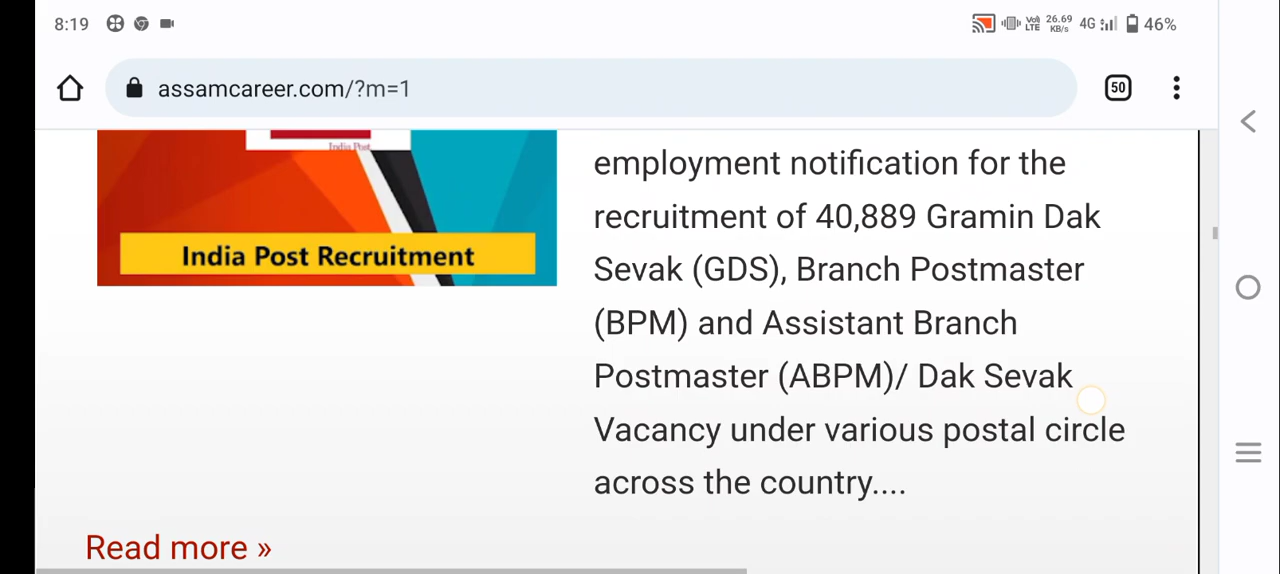 8:19
Vo) LTE 26.69 KB/s 4G 46%
assamcareer.com/?m=1
50
India Post
India Post Recruitment
employment notification for the
recruitment of 40,889 Gramin Dak
Sevak (GDS), Branch Postmaster
(BPM) and Assistant Branch
Postmaster (ABPM)/ Dak Sevak
Vacancy under various postal circle
across the country....
Read more »